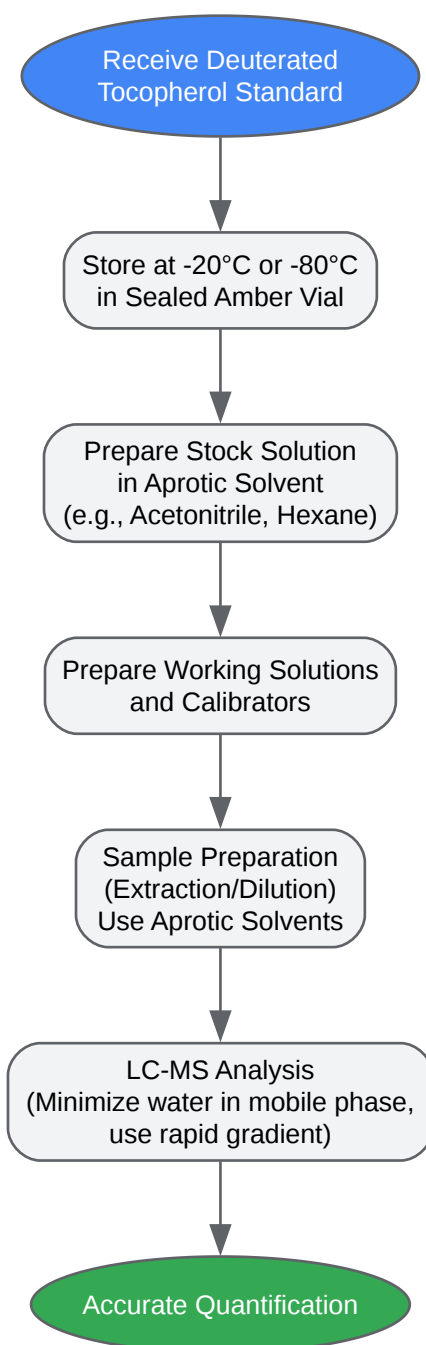 Receive Deuterated
Tocopherol Standard
Store at -20°C or -80°C
in Sealed Amber Vial
Prepare Stock Solution
in Aprotic Solvent
(e.g., Acetonitrile, Hexane)
Prepare Working Solutions
and Calibrators
Sample Preparation
(Extraction/Dilution)
Use Aprotic Solvents
LC-MS Analysis
(Minimize water in mobile phase,
use rapid gradient)
Accurate Quantification